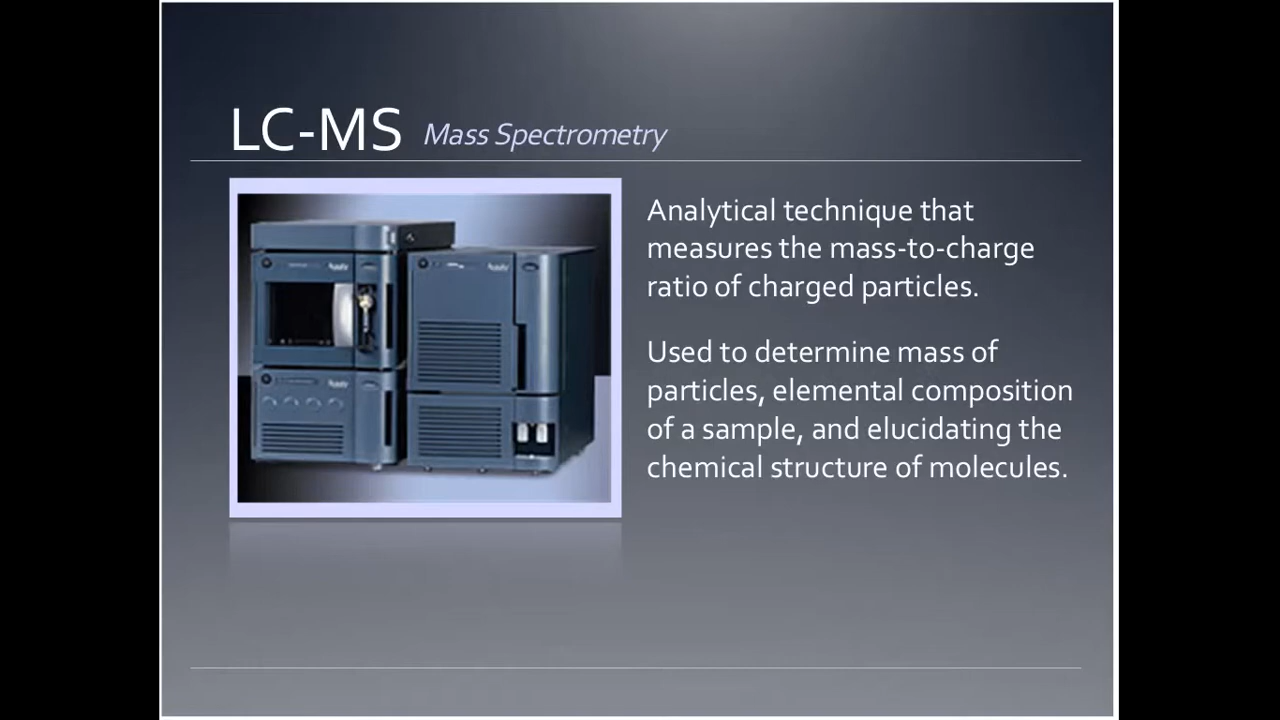 LC-MS Mass Spectrometry
Analytical technique that
measures the mass-to-charge
ratio of charged particles.
Used to determine mass of
particles, elemental composition
of a sample, and elucidating the
chemical structure of molecules.